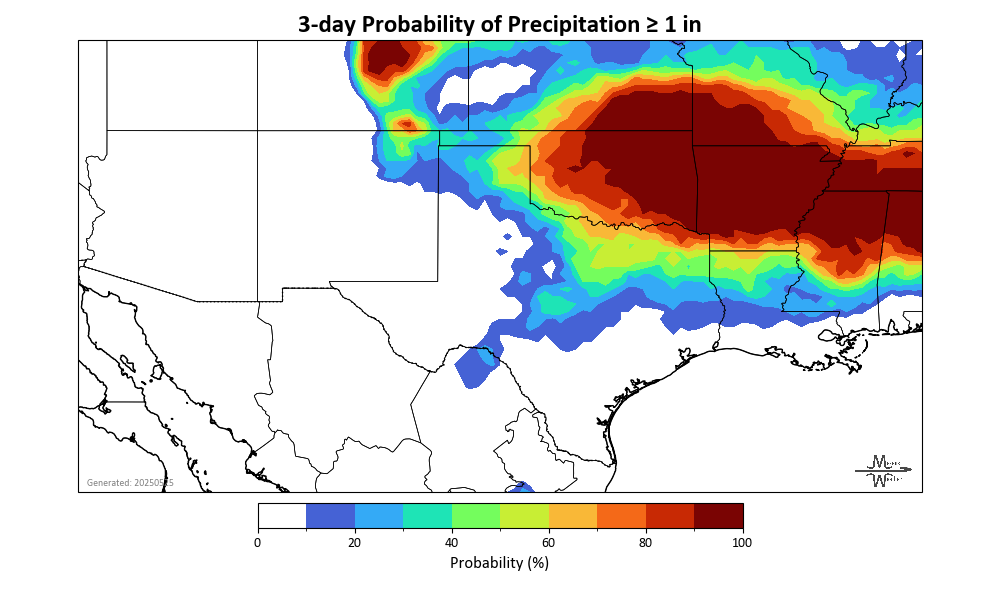 3-day Probability of Precipitation ≥ 1 in
Generated: 20250525
0 20 40 60 80 100
Probability (%)